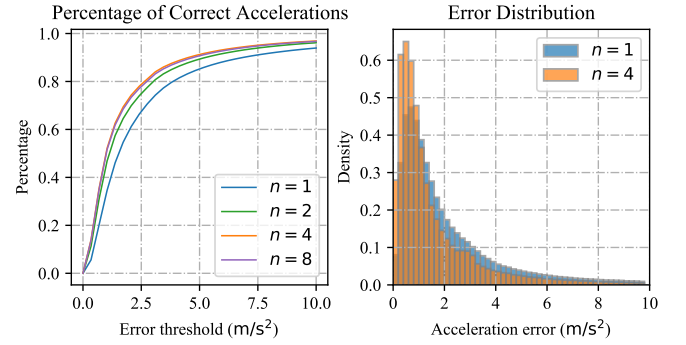 Percentage of Correct Accelerations
Percentage
1.0
0.8
0.6
0.4
0.2
0.0
0.0 2.5 5.0 7.5 10.0
Error threshold (m/s²)
n = 1
n = 2
n = 4
n = 8
Error Distribution
Density
0.6
0.5
0.4
0.3
0.2
0.1
0.0
0 2 4 6 8 10
Acceleration error (m/s²)
n = 1
n = 4